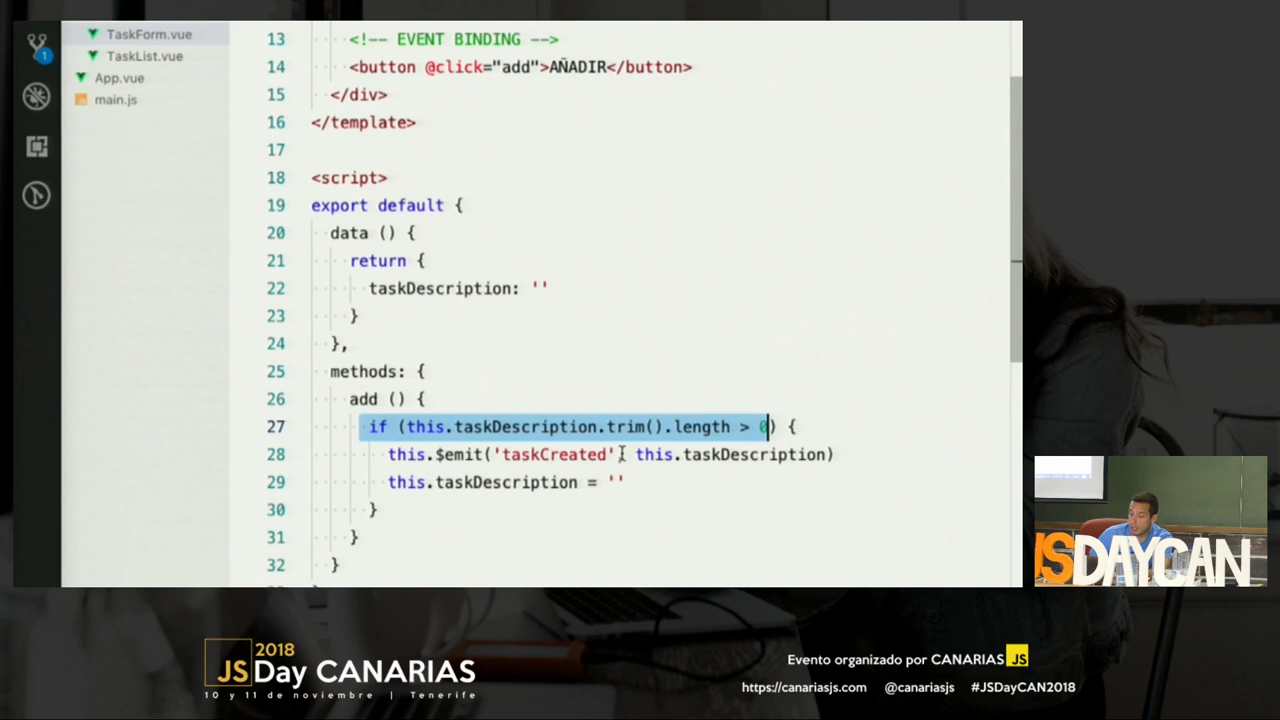 TaskForm.vue
TaskList.vue
App.vue
main.js
1
13 <!-- EVENT BINDING -->
14 <button @click="add">AÑADIR</button>
15 </div>
16 </template>
17
18 <script>
19 export default {
20 data () {
21 return {
22 taskDescription: ''
23 }
24 },
25 methods: {
26 add () {
27 if (this.taskDescription.trim().length > 0) {
28 this.$emit('taskCreated', this.taskDescription)
29 this.taskDescription = ''
30 }
31 }
32 }
JSDAYCAN
2018
JSDay CANARIAS
10 y 11 de noviembre | Tenerife
Evento organizado por CANARIAS JS
https://canariasjs.com @canariasjs #JSDayCAN2018